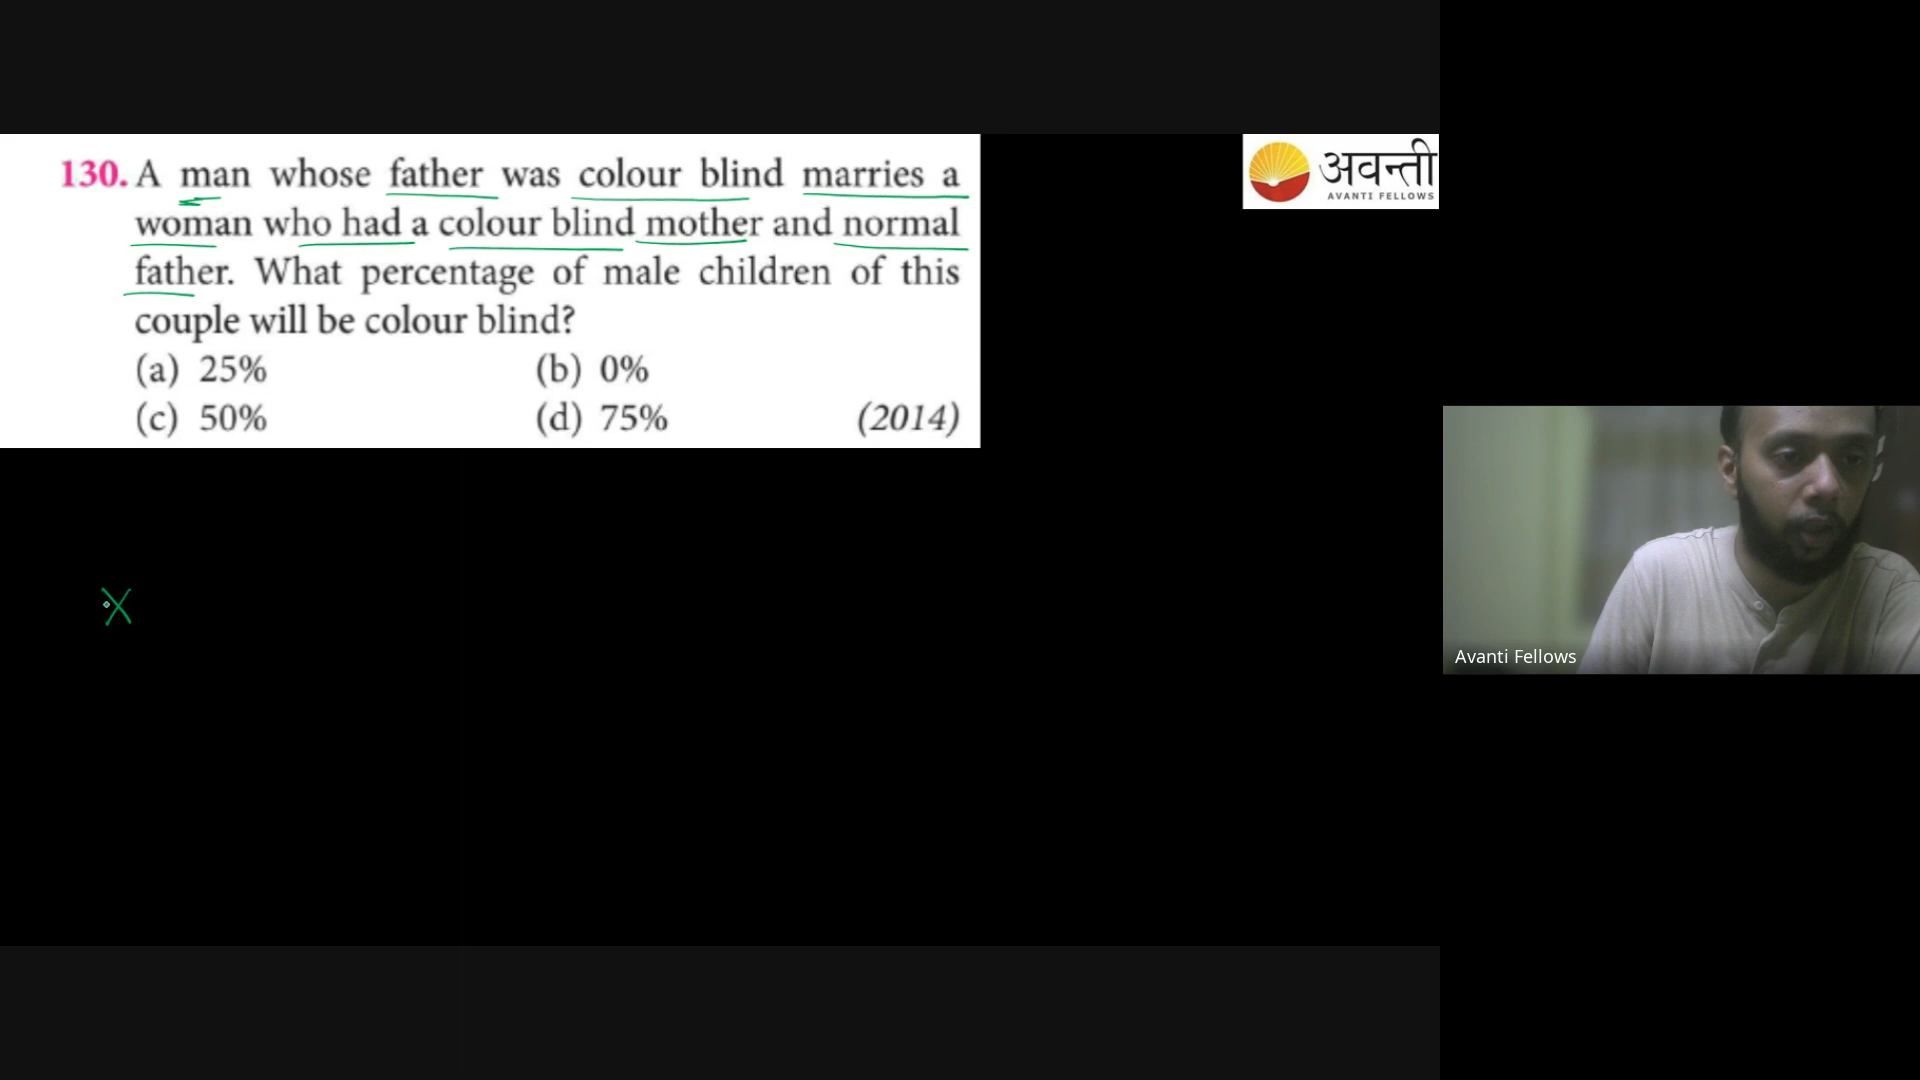 130. A man whose father was colour blind marries a
woman who had a colour blind mother and normal
father. What percentage of male children of this
couple will be colour blind?
(a) 25% (b) 0%
(c) 50% (d) 75% (2014)
अवन्ती
AVANTI FELLOWS
X
Avanti Fellows